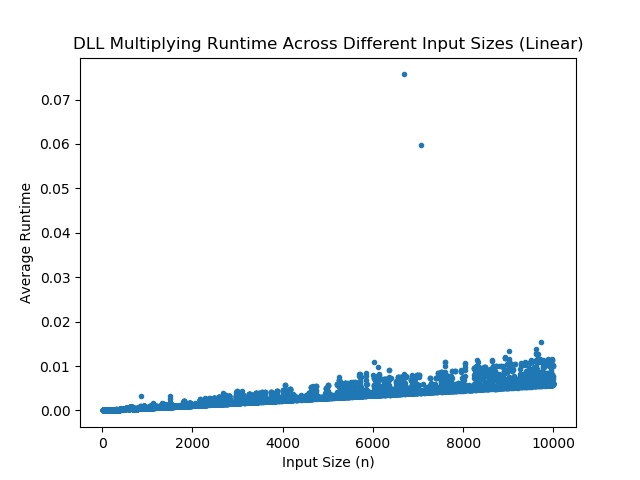 DLL Multiplying Runtime Across Different Input Sizes (Linear)
0.07
0.06
0.05
0.04
0.03
0.02
0.01
0.00
Average Runtime
0 2000 4000 6000 8000 10000
Input Size (n)